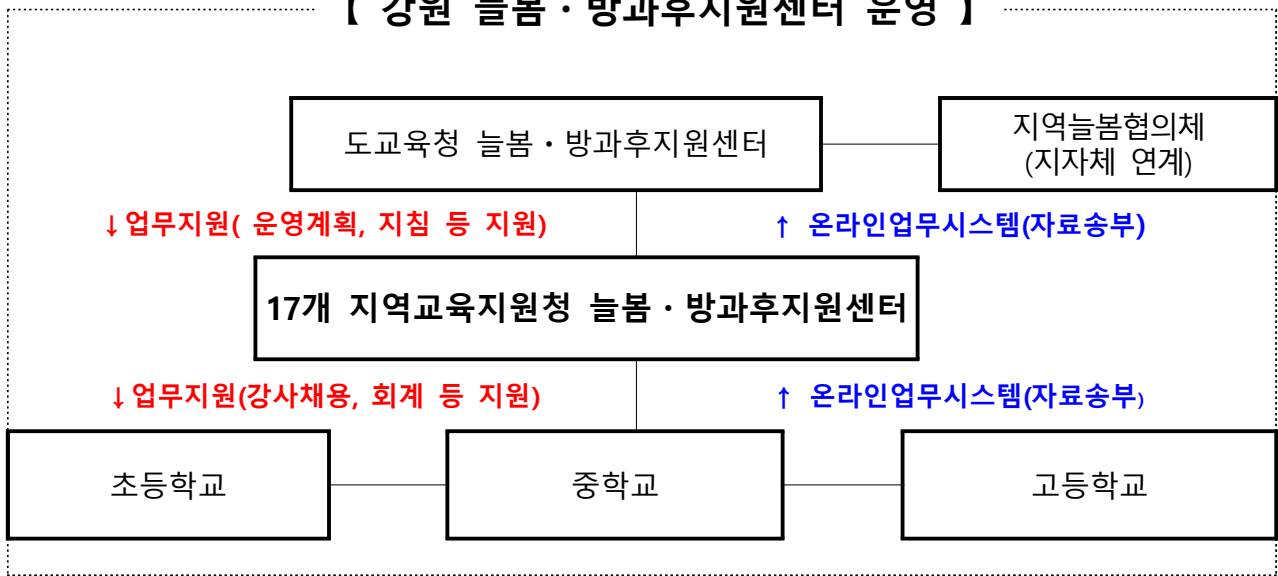 【 강원 늘봄・방과후지원센터 운영 】
도교육청 늘봄・방과후지원센터
지역늘봄협의체
(지자체 연계)
↓업무지원( 운영계획, 지침 등 지원)
↑ 온라인업무시스템(자료송부)
17개 지역교육지원청 늘봄・방과후지원센터
↓업무지원(강사채용, 회계 등 지원)
↑ 온라인업무시스템(자료송부)
초등학교
중학교
고등학교